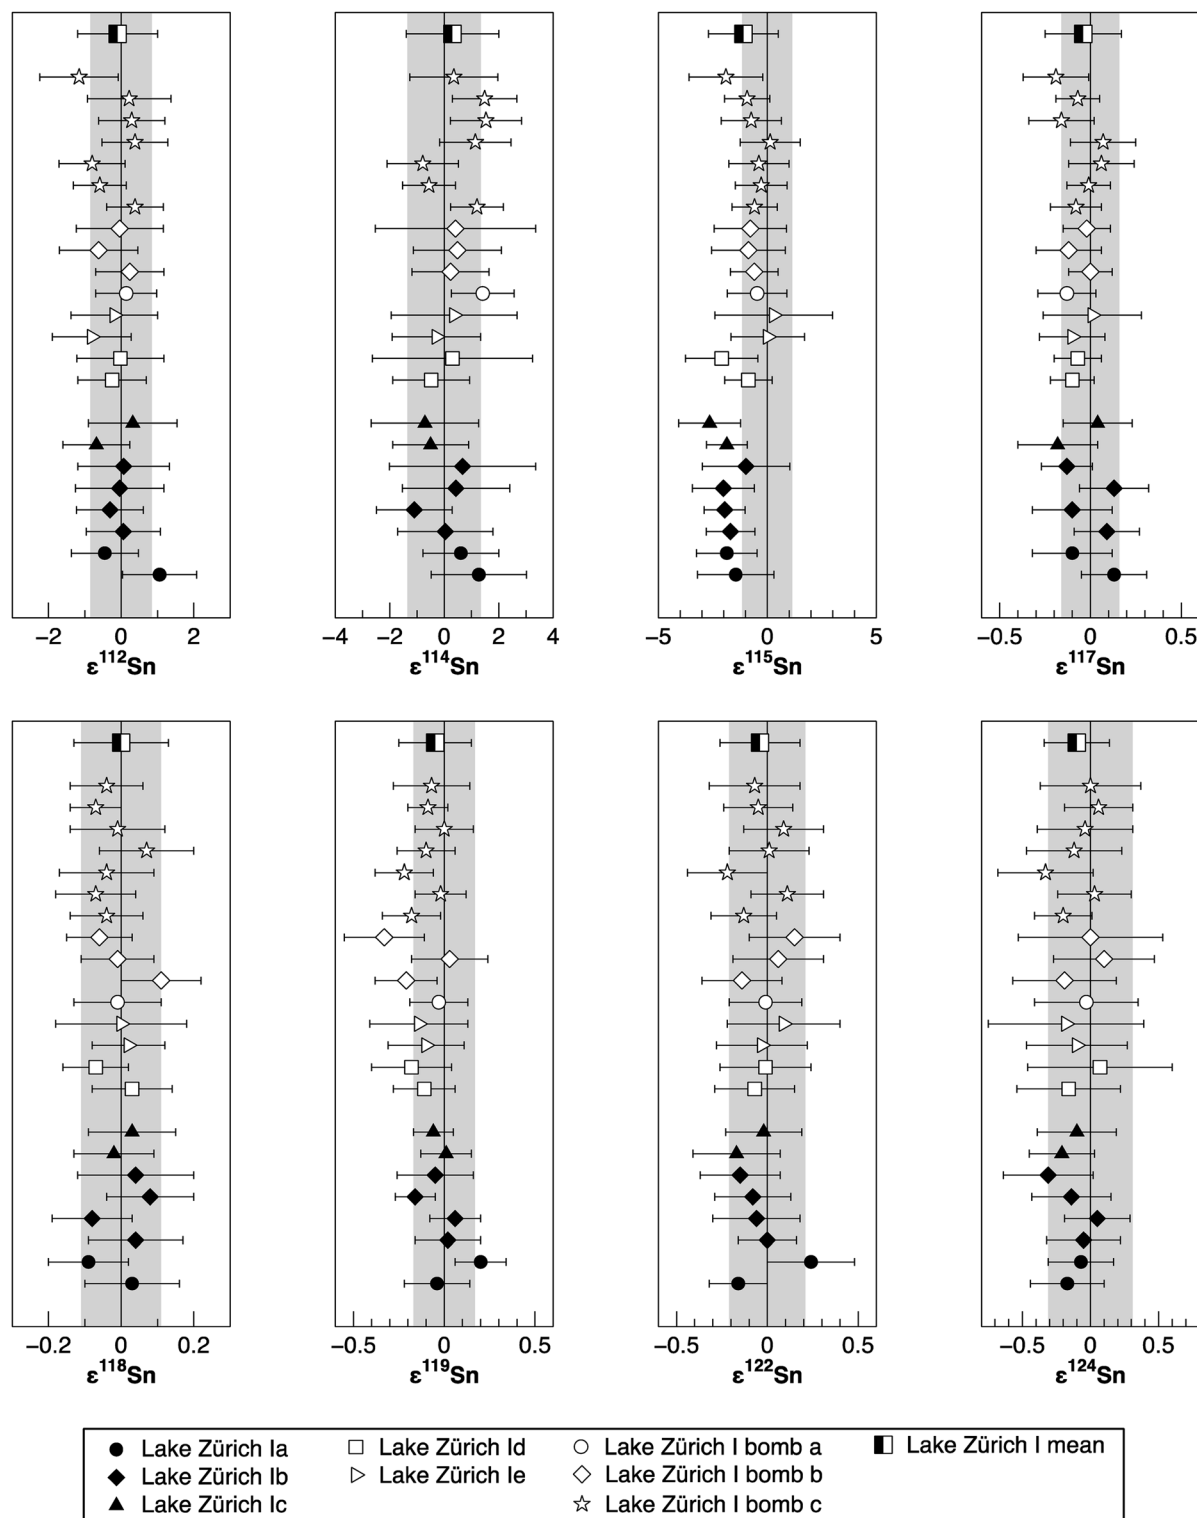 −2 0 2 −4 −2 0 2 4 −5 0 5 −0.5 0 0.5
ε¹¹²Sn ε¹¹⁴Sn ε¹¹⁵Sn ε¹¹⁷Sn
−0.2 0 0.2 −0.5 0 0.5 −0.5 0 0.5 −0.5 0 0.5
ε¹¹⁸Sn ε¹¹⁹Sn ε¹²²Sn ε¹²⁴Sn
Lake Zürich Ia Lake Zürich Id Lake Zürich I bomb a Lake Zürich I mean
Lake Zürich Ib Lake Zürich Ie Lake Zürich I bomb b
Lake Zürich Ic Lake Zürich I bomb c